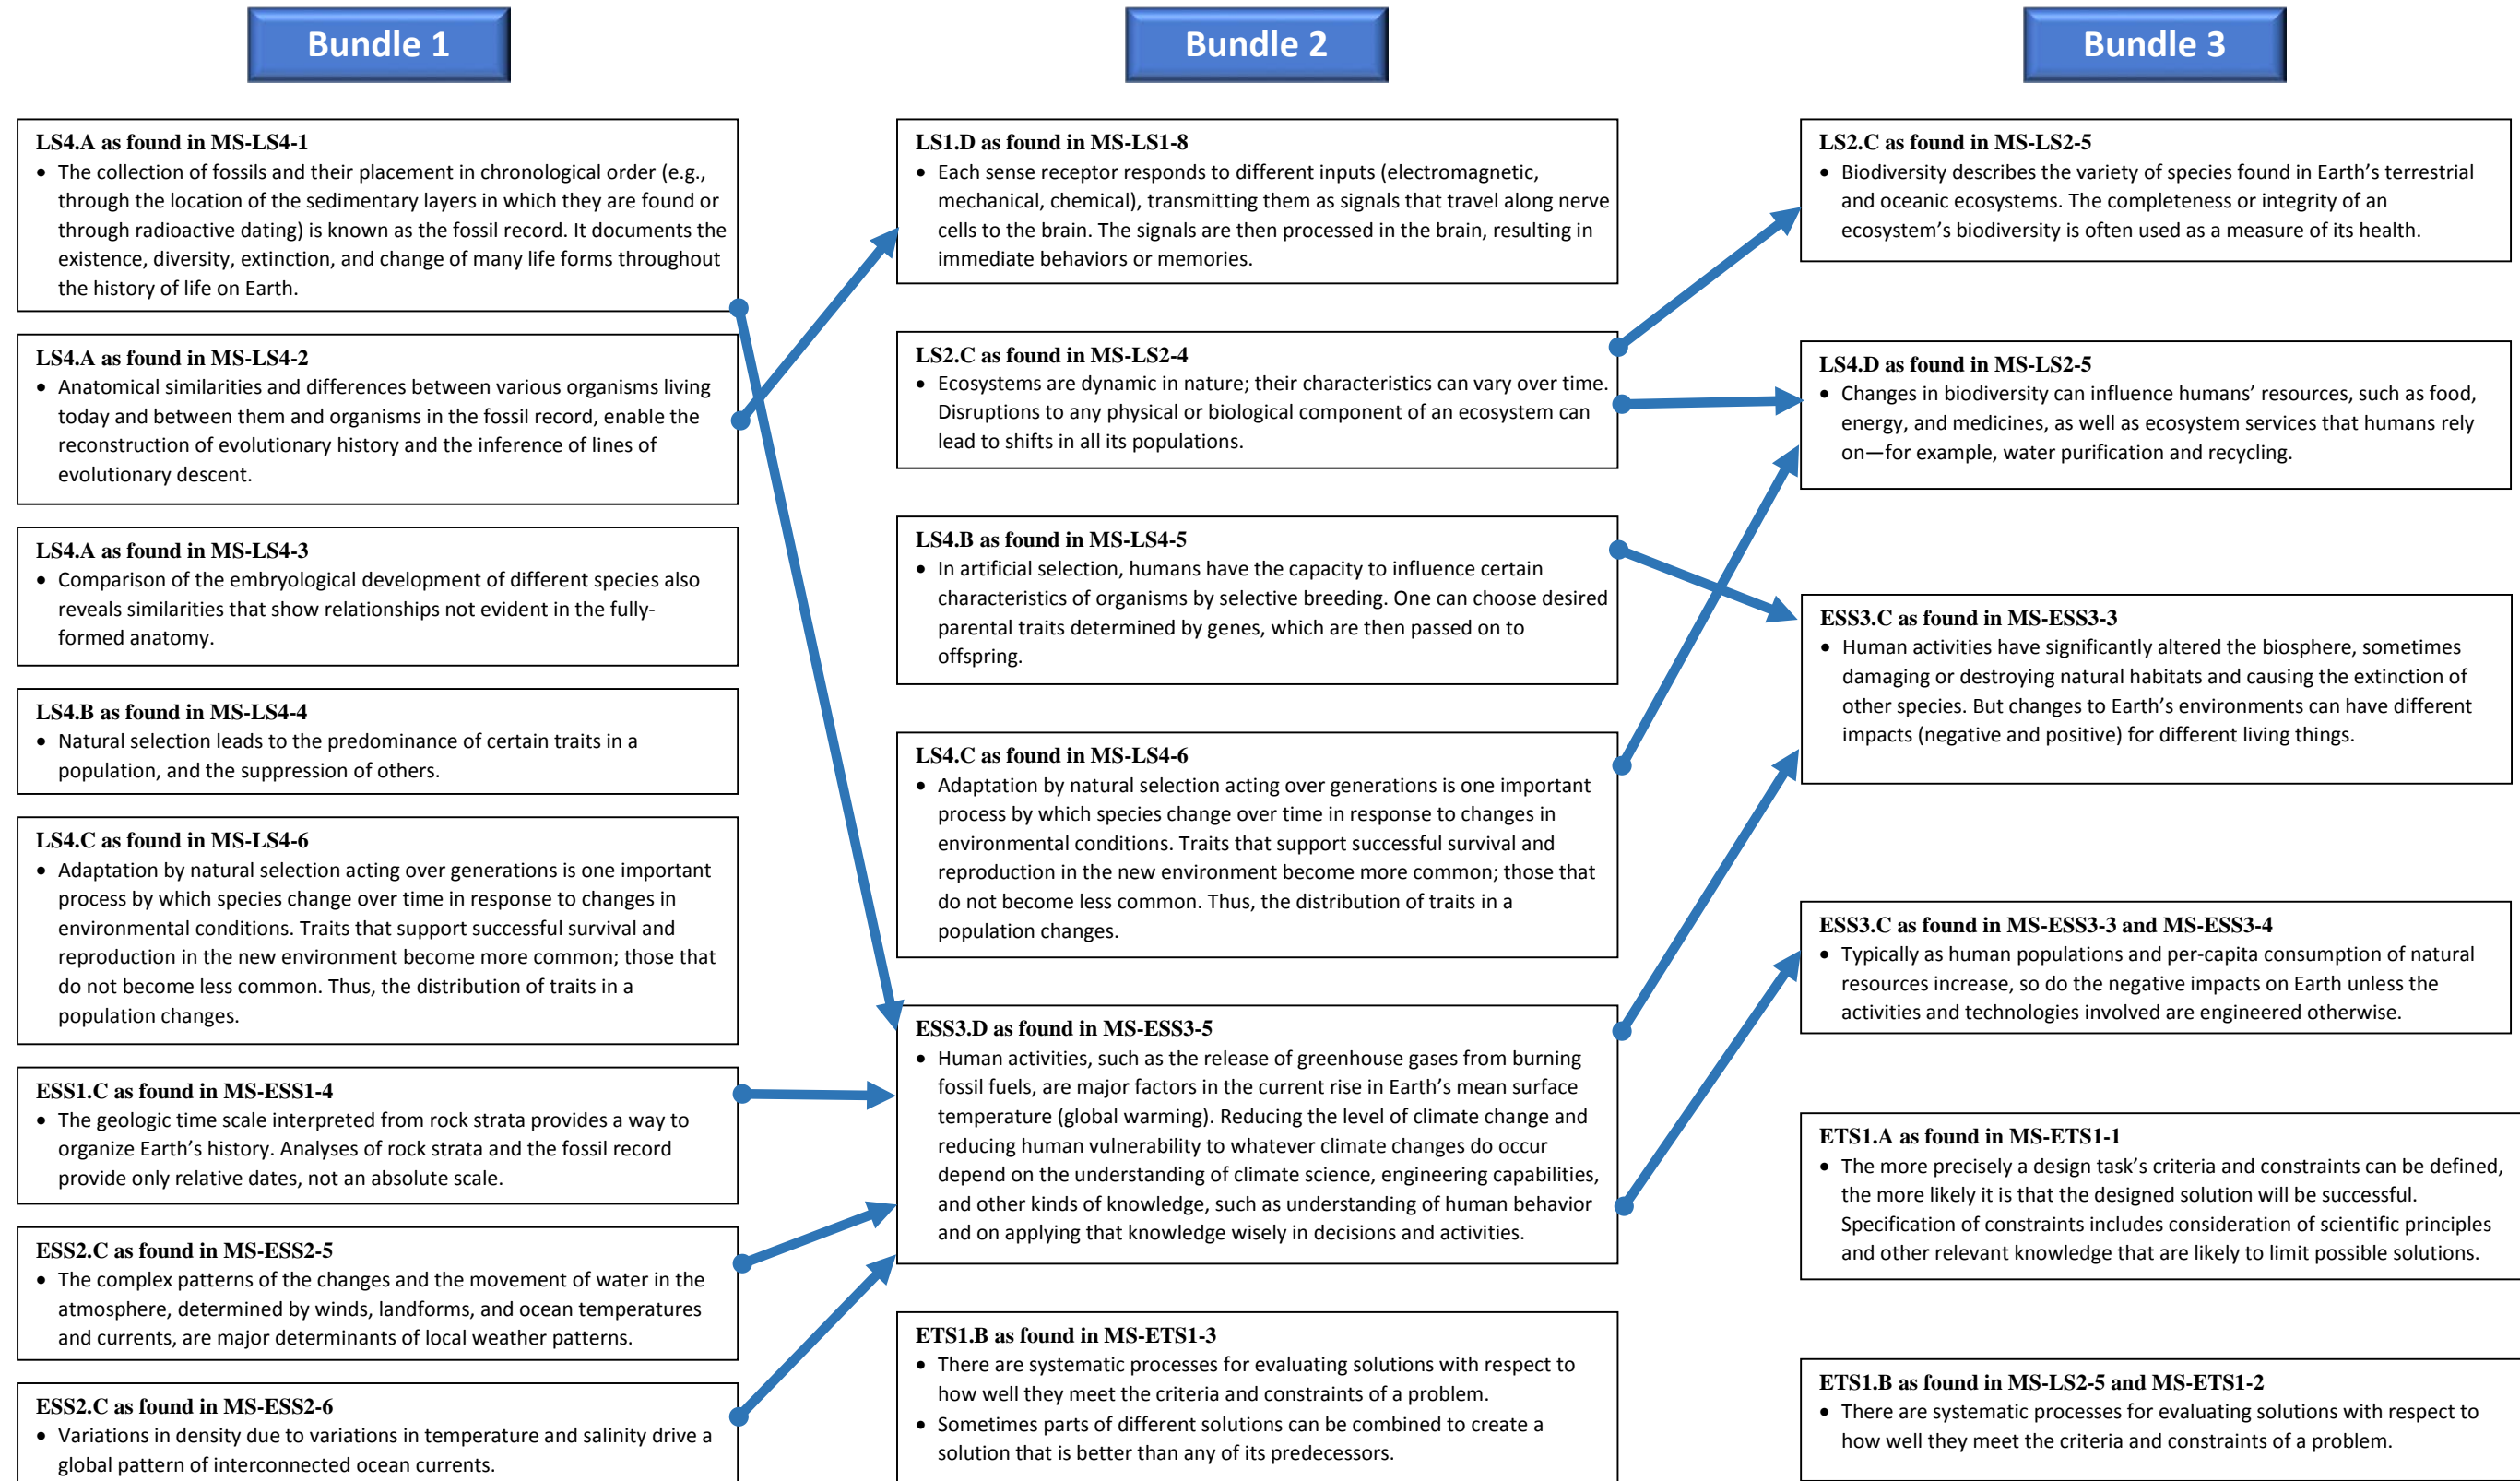 Bundle 1
LS4.A as found in MS-LS4-1
• The collection of fossils and their placement in chronological order (e.g.,
through the location of the sedimentary layers in which they are found or
through radioactive dating) is known as the fossil record. It documents the
existence, diversity, extinction, and change of many life forms throughout
the history of life on Earth.
LS4.A as found in MS-LS4-2
• Anatomical similarities and differences between various organisms living
today and between them and organisms in the fossil record, enable the
reconstruction of evolutionary history and the inference of lines of
evolutionary descent.
LS4.A as found in MS-LS4-3
• Comparison of the embryological development of different species also
reveals similarities that show relationships not evident in the fully-
formed anatomy.
LS4.B as found in MS-LS4-4
• Natural selection leads to the predominance of certain traits in a
population, and the suppression of others.
LS4.C as found in MS-LS4-6
• Adaptation by natural selection acting over generations is one important
process by which species change over time in response to changes in
environmental conditions. Traits that support successful survival and
reproduction in the new environment become more common; those that
do not become less common. Thus, the distribution of traits in a
population changes.
ESS1.C as found in MS-ESS1-4
• The geologic time scale interpreted from rock strata provides a way to
organize Earth’s history. Analyses of rock strata and the fossil record
provide only relative dates, not an absolute scale.
ESS2.C as found in MS-ESS2-5
• The complex patterns of the changes and the movement of water in the
atmosphere, determined by winds, landforms, and ocean temperatures
and currents, are major determinants of local weather patterns.
ESS2.C as found in MS-ESS2-6
• Variations in density due to variations in temperature and salinity drive a
global pattern of interconnected ocean currents.
Bundle 2
LS1.D as found in MS-LS1-8
• Each sense receptor responds to different inputs (electromagnetic,
mechanical, chemical), transmitting them as signals that travel along nerve
cells to the brain. The signals are then processed in the brain, resulting in
immediate behaviors or memories.
LS2.C as found in MS-LS2-4
• Ecosystems are dynamic in nature; their characteristics can vary over time.
Disruptions to any physical or biological component of an ecosystem can
lead to shifts in all its populations.
LS4.B as found in MS-LS4-5
• In artificial selection, humans have the capacity to influence certain
characteristics of organisms by selective breeding. One can choose desired
parental traits determined by genes, which are then passed on to
offspring.
LS4.C as found in MS-LS4-6
• Adaptation by natural selection acting over generations is one important
process by which species change over time in response to changes in
environmental conditions. Traits that support successful survival and
reproduction in the new environment become more common; those that
do not become less common. Thus, the distribution of traits in a
population changes.
ESS3.D as found in MS-ESS3-5
• Human activities, such as the release of greenhouse gases from burning
fossil fuels, are major factors in the current rise in Earth’s mean surface
temperature (global warming). Reducing the level of climate change and
reducing human vulnerability to whatever climate changes do occur
depend on the understanding of climate science, engineering capabilities,
and other kinds of knowledge, such as understanding of human behavior
and on applying that knowledge wisely in decisions and activities.
ETS1.B as found in MS-ETS1-3
• There are systematic processes for evaluating solutions with respect to
how well they meet the criteria and constraints of a problem.
• Sometimes parts of different solutions can be combined to create a
solution that is better than any of its predecessors.
Bundle 3
LS2.C as found in MS-LS2-5
• Biodiversity describes the variety of species found in Earth’s terrestrial
and oceanic ecosystems. The completeness or integrity of an
ecosystem’s biodiversity is often used as a measure of its health.
LS4.D as found in MS-LS2-5
• Changes in biodiversity can influence humans’ resources, such as food,
energy, and medicines, as well as ecosystem services that humans rely
on—for example, water purification and recycling.
ESS3.C as found in MS-ESS3-3
• Human activities have significantly altered the biosphere, sometimes
damaging or destroying natural habitats and causing the extinction of
other species. But changes to Earth’s environments can have different
impacts (negative and positive) for different living things.
ESS3.C as found in MS-ESS3-3 and MS-ESS3-4
• Typically as human populations and per-capita consumption of natural
resources increase, so do the negative impacts on Earth unless the
activities and technologies involved are engineered otherwise.
ETS1.A as found in MS-ETS1-1
• The more precisely a design task’s criteria and constraints can be defined,
the more likely it is that the designed solution will be successful.
Specification of constraints includes consideration of scientific principles
and other relevant knowledge that are likely to limit possible solutions.
ETS1.B as found in MS-LS2-5 and MS-ETS1-2
• There are systematic processes for evaluating solutions with respect to
how well they meet the criteria and constraints of a problem.